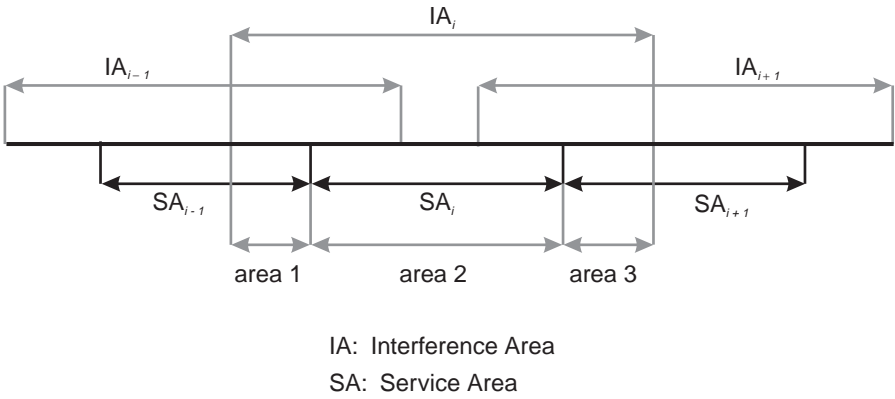 IAᵢ
IAᵢ₋₁
IAᵢ₊₁
SAᵢ₋₁
SAᵢ
SAᵢ₊₁
area 1
area 2
area 3
IA: Interference Area
SA: Service Area